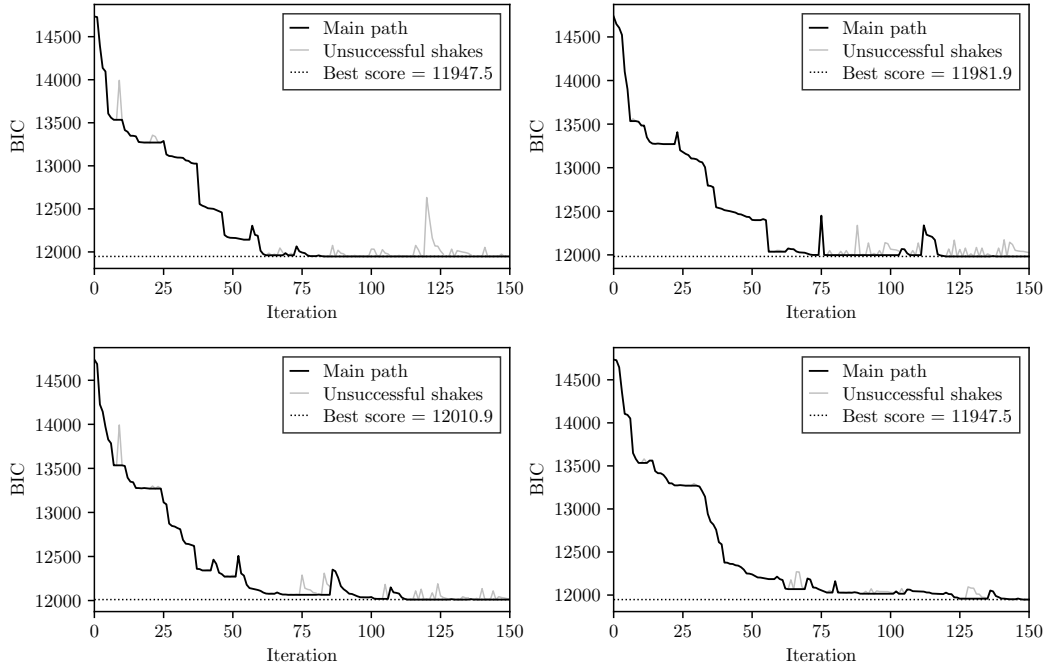 Main path
Unsuccessful shakes
Best score = 11947.5
BIC
14500
14000
13500
13000
12500
12000
0 25 50 75 100 125 150
Iteration
Main path
Unsuccessful shakes
Best score = 11981.9
BIC
14500
14000
13500
13000
12500
12000
0 25 50 75 100 125 150
Iteration
Main path
Unsuccessful shakes
Best score = 12010.9
BIC
14500
14000
13500
13000
12500
12000
0 25 50 75 100 125 150
Iteration
Main path
Unsuccessful shakes
Best score = 11947.5
BIC
14500
14000
13500
13000
12500
12000
0 25 50 75 100 125 150
Iteration